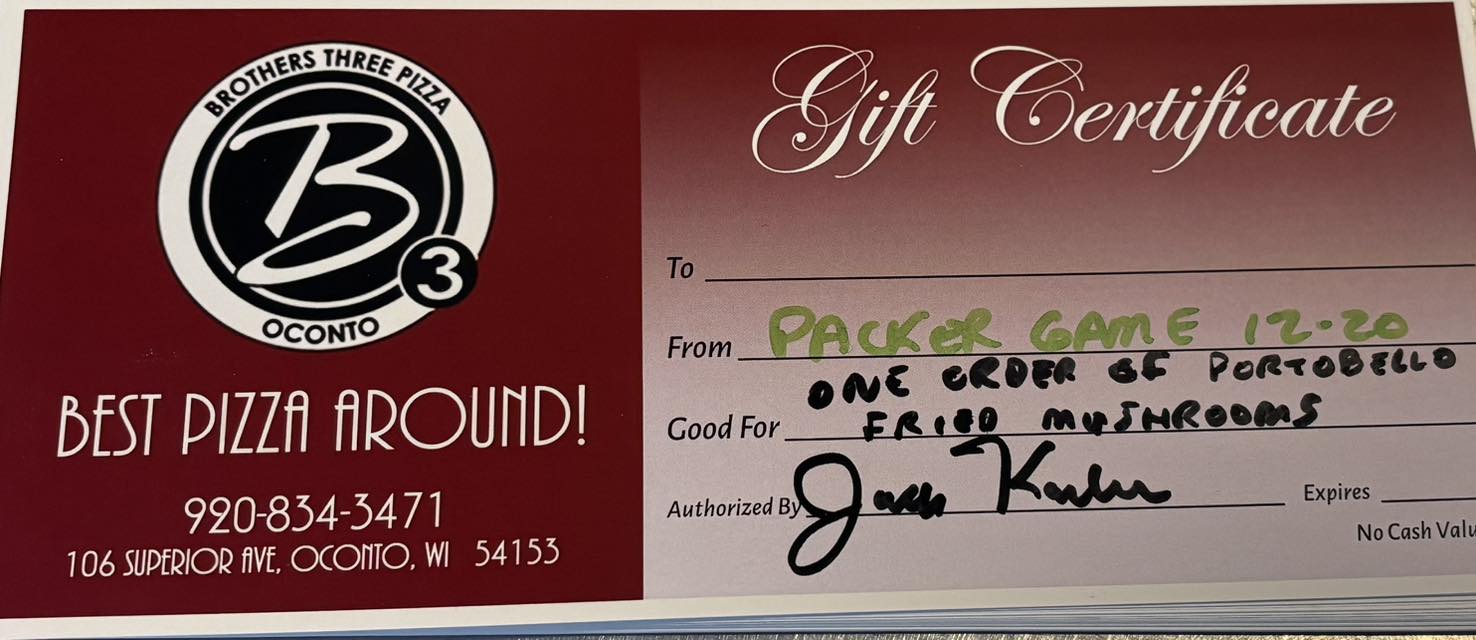 BROTHERS THREE PIZZA
B
3
OCONTO
BEST PIZZA AROUND!
920-834-3471
106 SUPERIOR AVE, OCONTO, WI 54153
Gift Certificate
To
From PACKER GAME 12-20
ONE ORDER OF PORTOBELLO
Good For FRIED MUSHROOMS
Authorized By
Expires
No Cash Valu